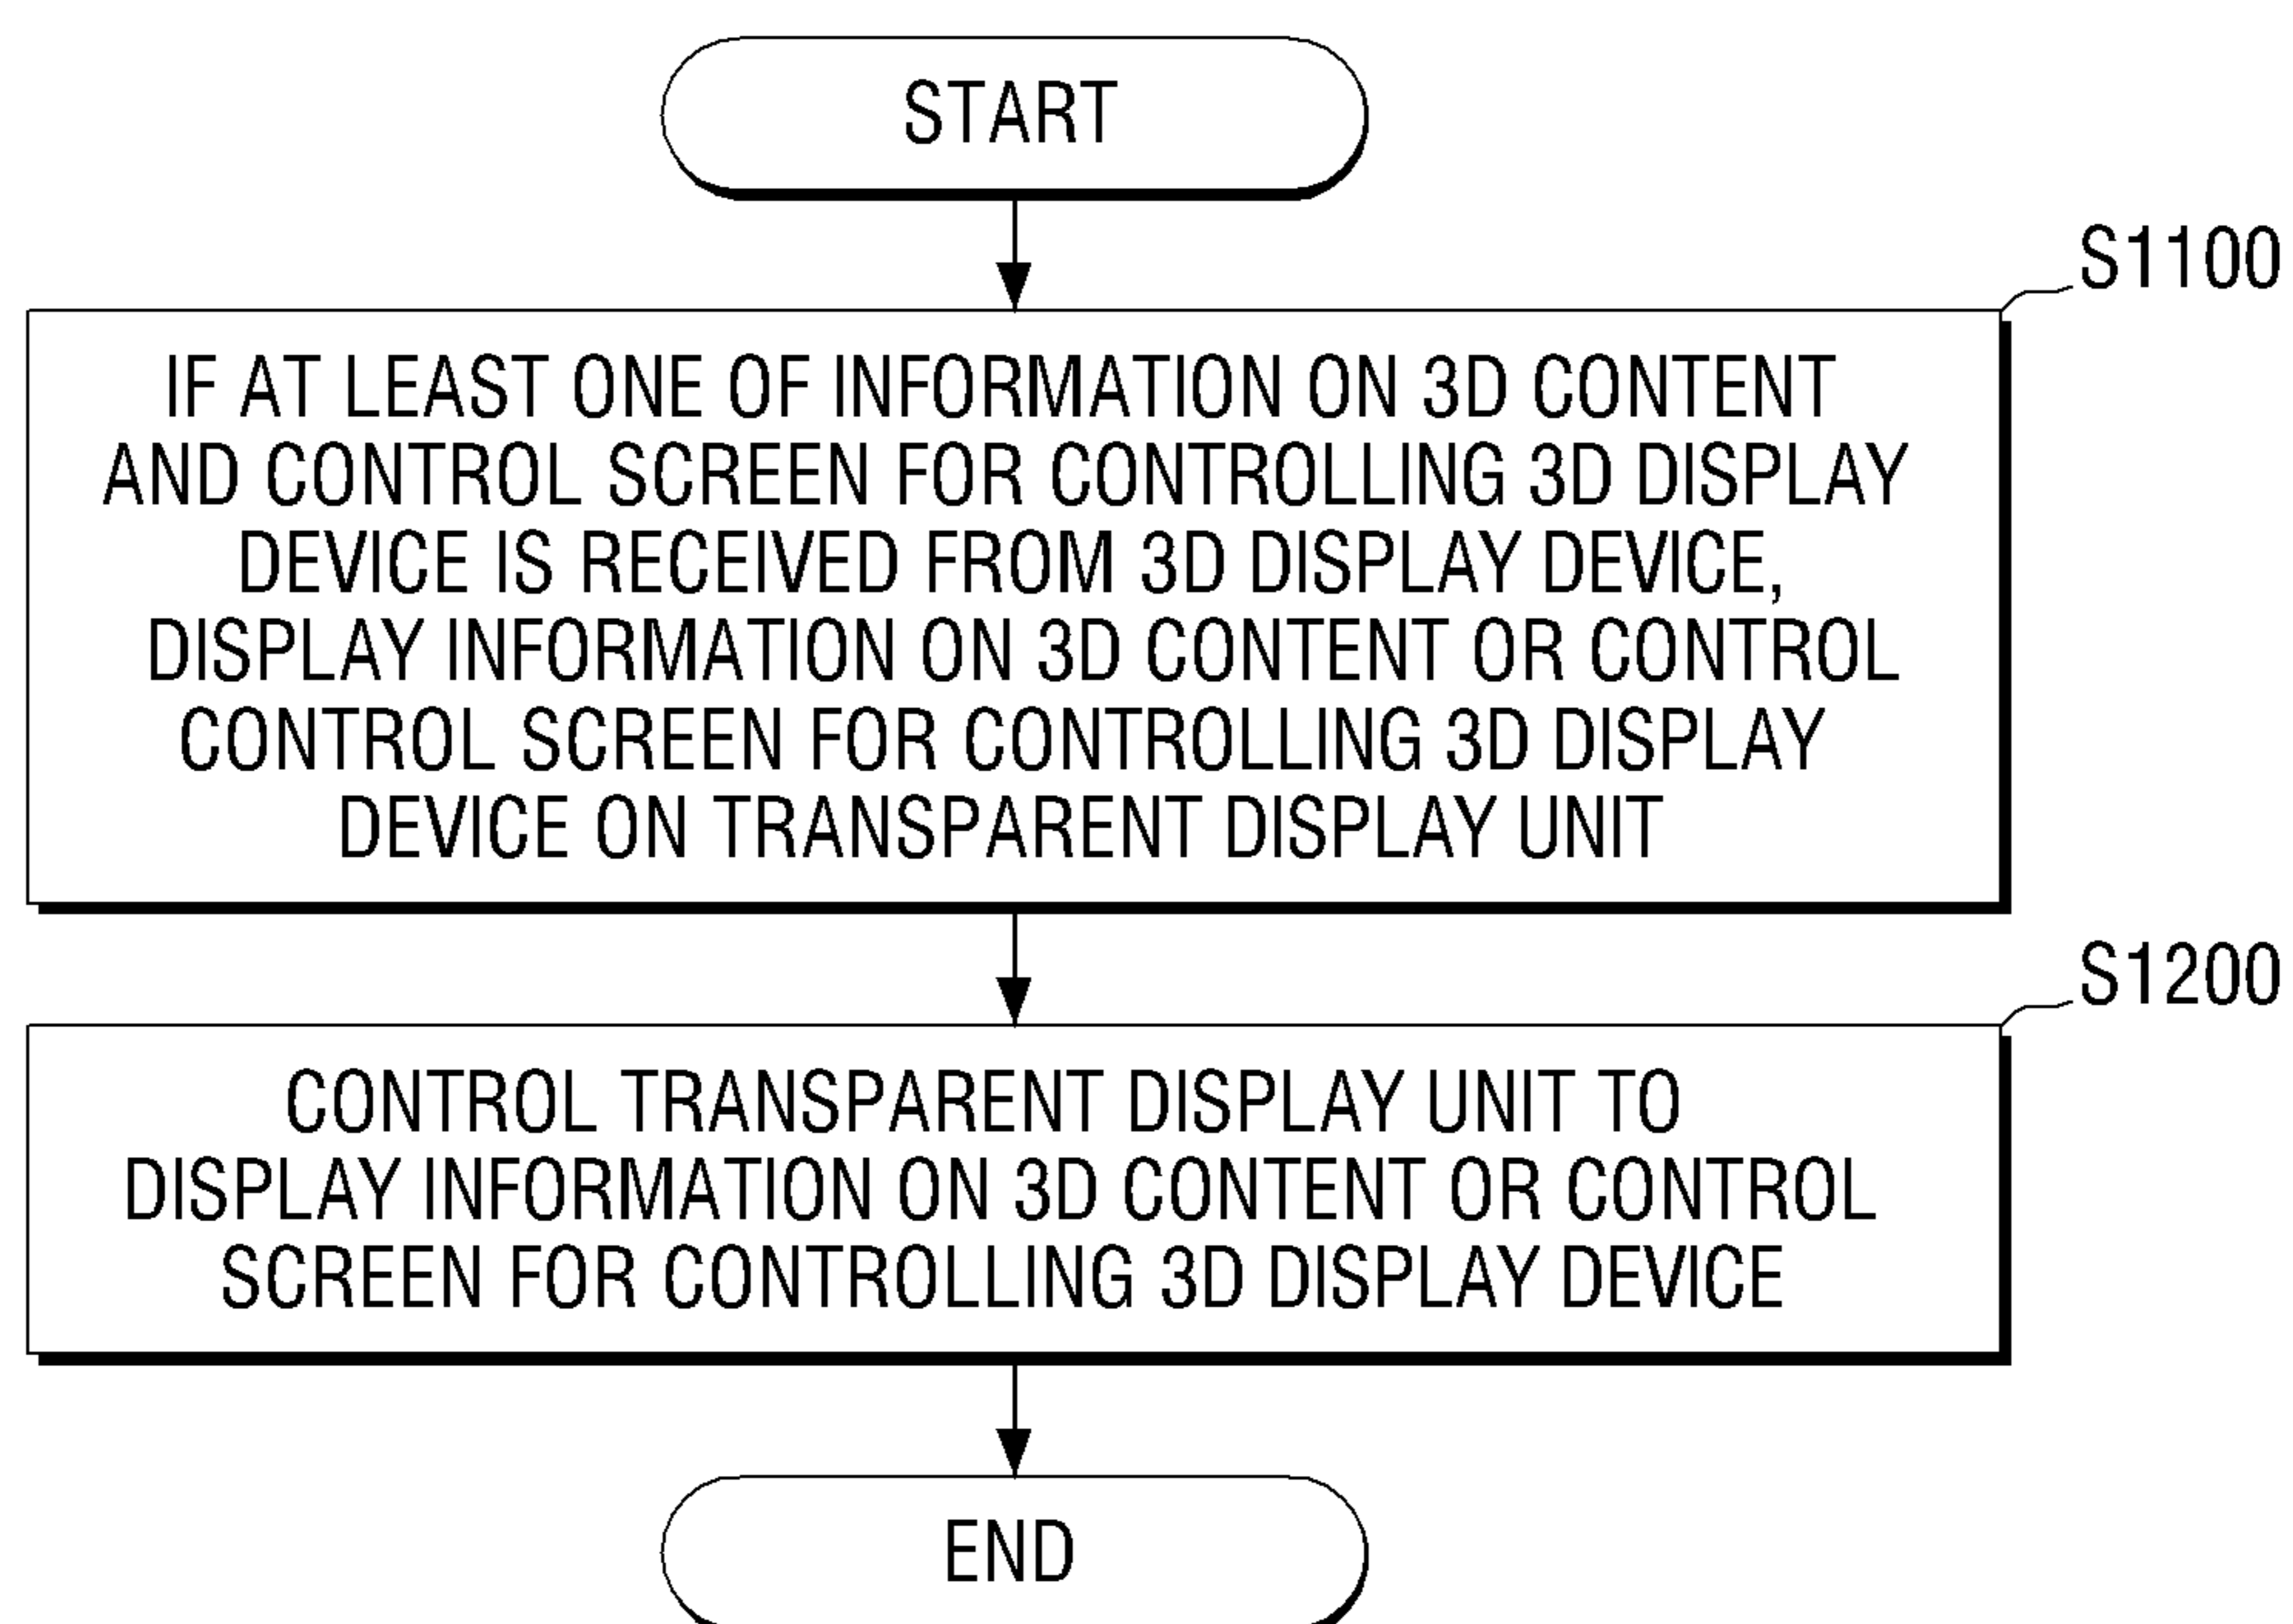 START
S1100
IF AT LEAST ONE OF INFORMATION ON 3D CONTENT
AND CONTROL SCREEN FOR CONTROLLING 3D DISPLAY
DEVICE IS RECEIVED FROM 3D DISPLAY DEVICE,
DISPLAY INFORMATION ON 3D CONTENT OR CONTROL
CONTROL SCREEN FOR CONTROLLING 3D DISPLAY
DEVICE ON TRANSPARENT DISPLAY UNIT
S1200
CONTROL TRANSPARENT DISPLAY UNIT TO
DISPLAY INFORMATION ON 3D CONTENT OR CONTROL
SCREEN FOR CONTROLLING 3D DISPLAY DEVICE
END